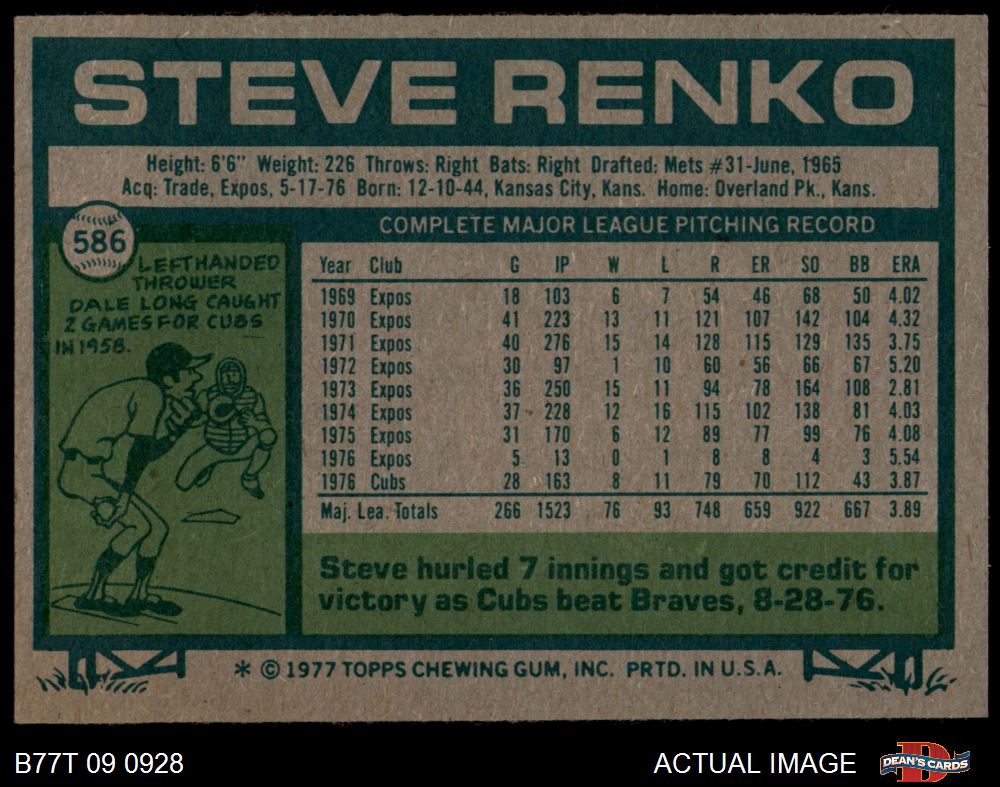 STEVE RENKO
Height: 6'6" Weight: 226 Throws: Right Bats: Right Drafted: Mets #31-June, 1965
Acq: Trade, Expos, 5-17-76 Born: 12-10-44, Kansas City, Kans. Home: Overland Pk., Kans.
586
LEFTHANDED
THROWER
DALE LONG CAUGHT
2 GAMES FOR CUBS
IN 1958.
COMPLETE MAJOR LEAGUE PITCHING RECORD
Year Club G IP W L R ER SO BB ERA
1969 Expos 18 103 6 7 54 46 68 50 4.02
1970 Expos 41 223 13 11 121 107 142 104 4.32
1971 Expos 40 276 15 14 128 115 129 135 3.75
1972 Expos 30 97 1 10 60 56 66 67 5.20
1973 Expos 36 250 15 11 94 78 164 108 2.81
1974 Expos 37 228 12 16 115 102 138 81 4.03
1975 Expos 31 170 6 12 89 77 99 76 4.08
1976 Expos 5 13 0 1 8 8 4 3 5.54
1976 Cubs 28 163 8 11 79 70 112 43 3.87
Maj. Lea. Totals 266 1523 76 93 748 659 922 667 3.89
Steve hurled 7 innings and got credit for
victory as Cubs beat Braves, 8-28-76.
* © 1977 TOPPS CHEWING GUM, INC. PRTD. IN U.S.A.
B77T 09 0928
ACTUAL IMAGE
DEAN'S CARDS